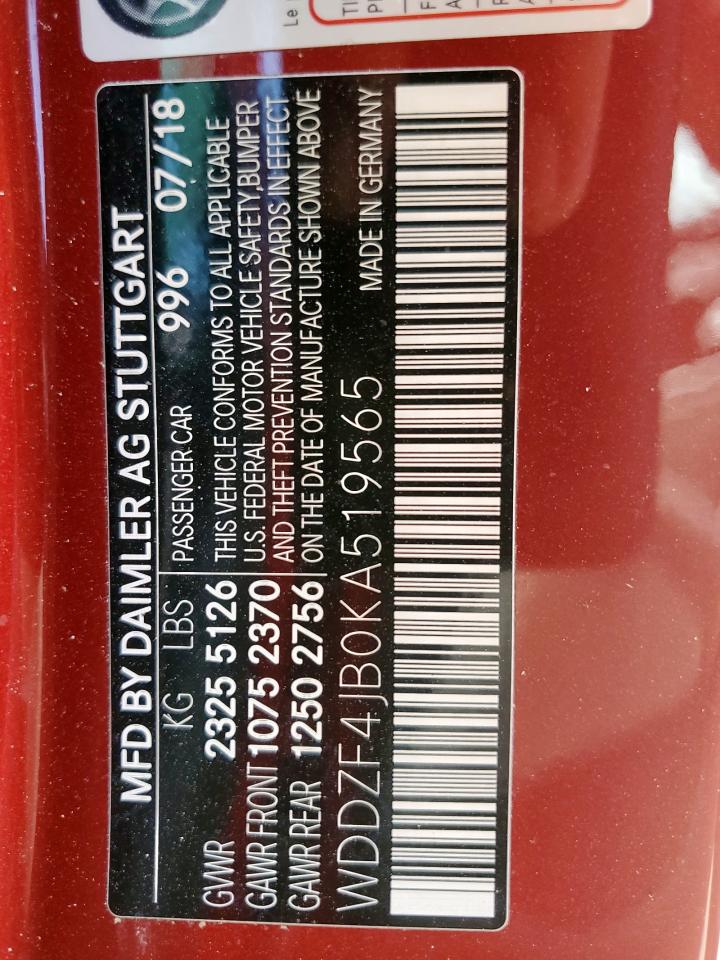 MFD BY DAIMLER AG STUTTGART
KG LBS PASSENGER CAR 996 07/18
GWWR 2325 5126 THIS VEHICLE CONFORMS TO ALL APPLICABLE
GAWR FRONT 1075 2370 U.S. FEDERAL MOTOR VEHICLE SAFETY,BUMPER
GAWR REAR 1250 2756 AND THEFT PREVENTION STANDARDS IN EFFECT
ON THE DATE OF MANUFACTURE SHOWN ABOVE
WDDZF4JB0KA519565 MADE IN GERMANY
Le